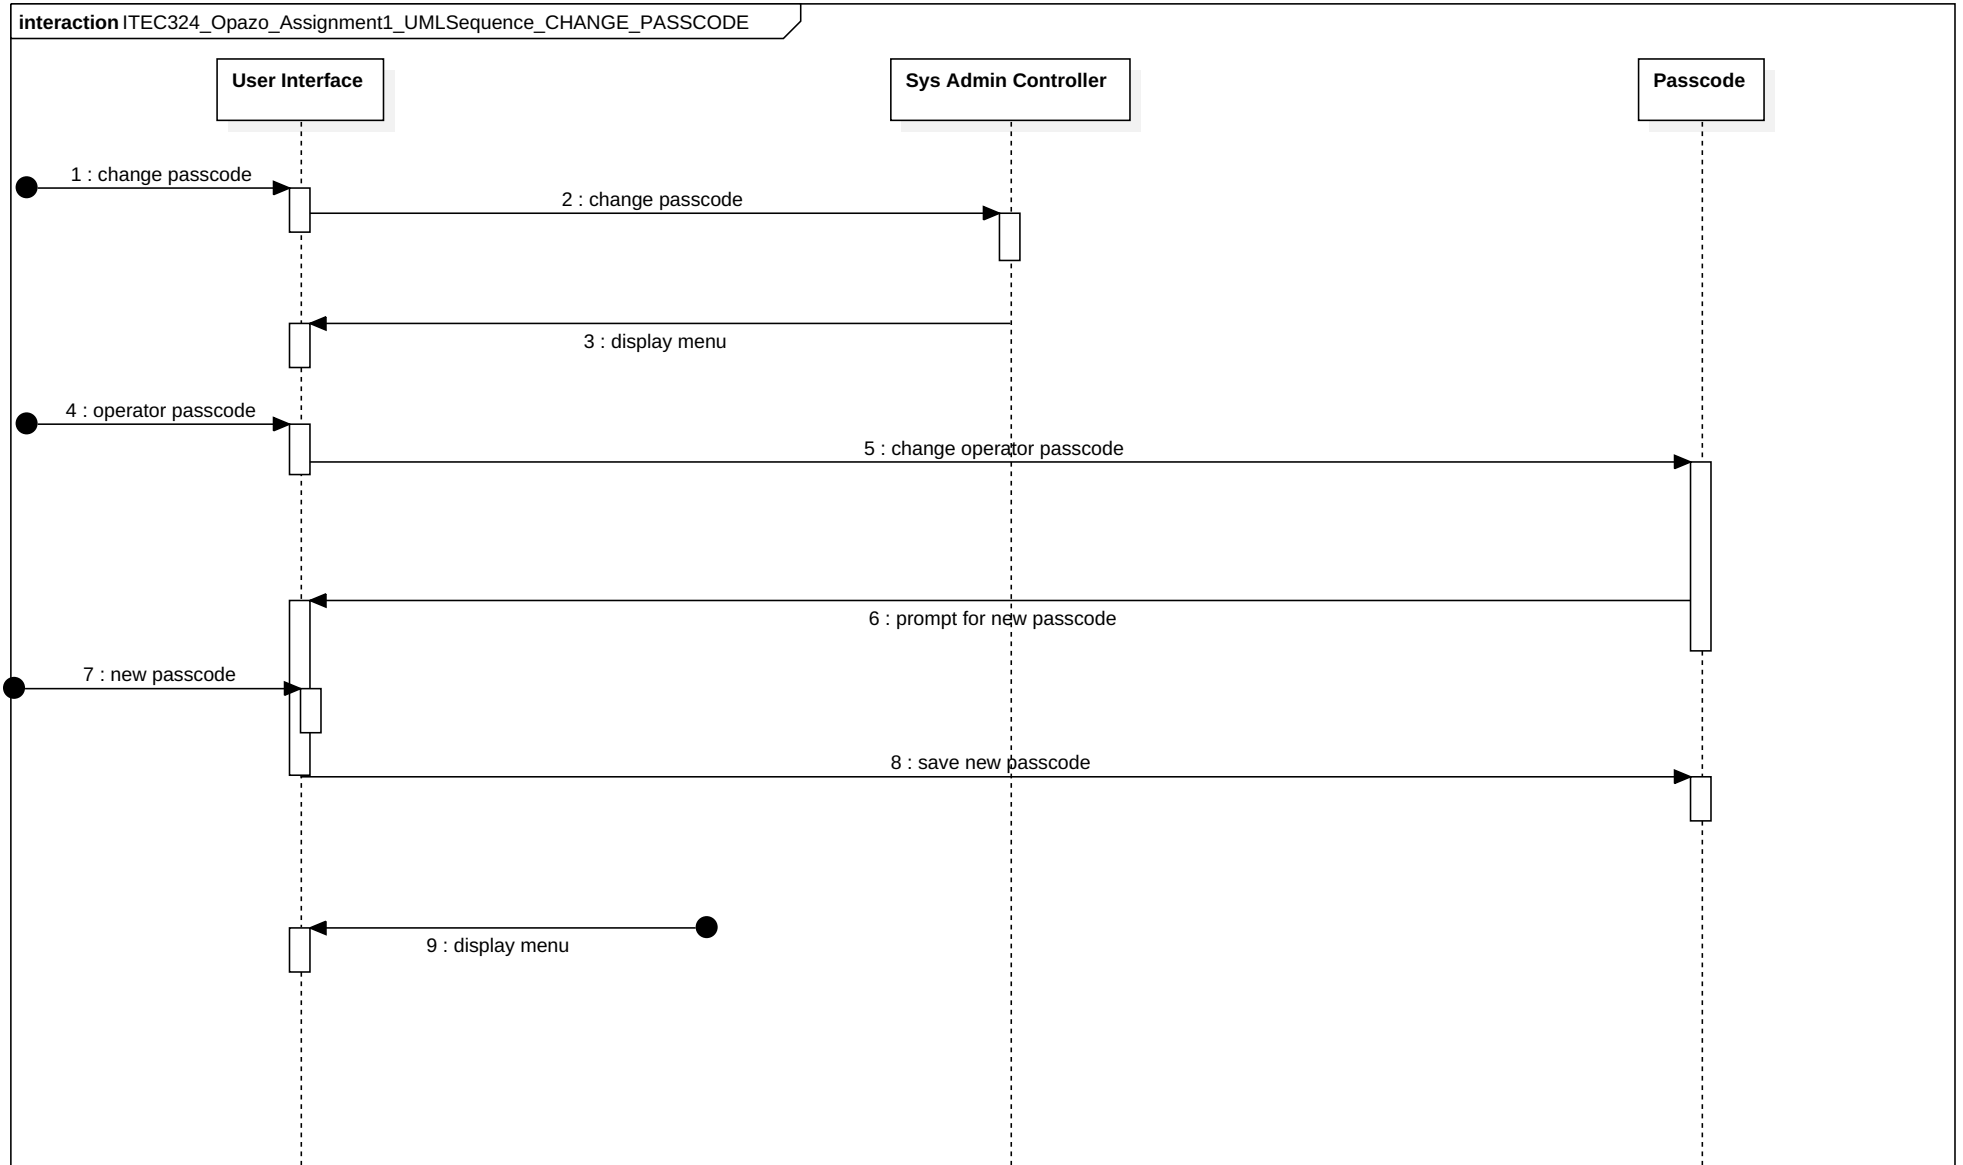 interaction ITEC324_Opazo_Assignment1_UMLSequence_CHANGE_PASSCODE
User Interface
Sys Admin Controller
Passcode
1 : change passcode
2 : change passcode
3 : display menu
4 : operator passcode
5 : change operator passcode
6 : prompt for new passcode
7 : new passcode
8 : save new passcode
9 : display menu